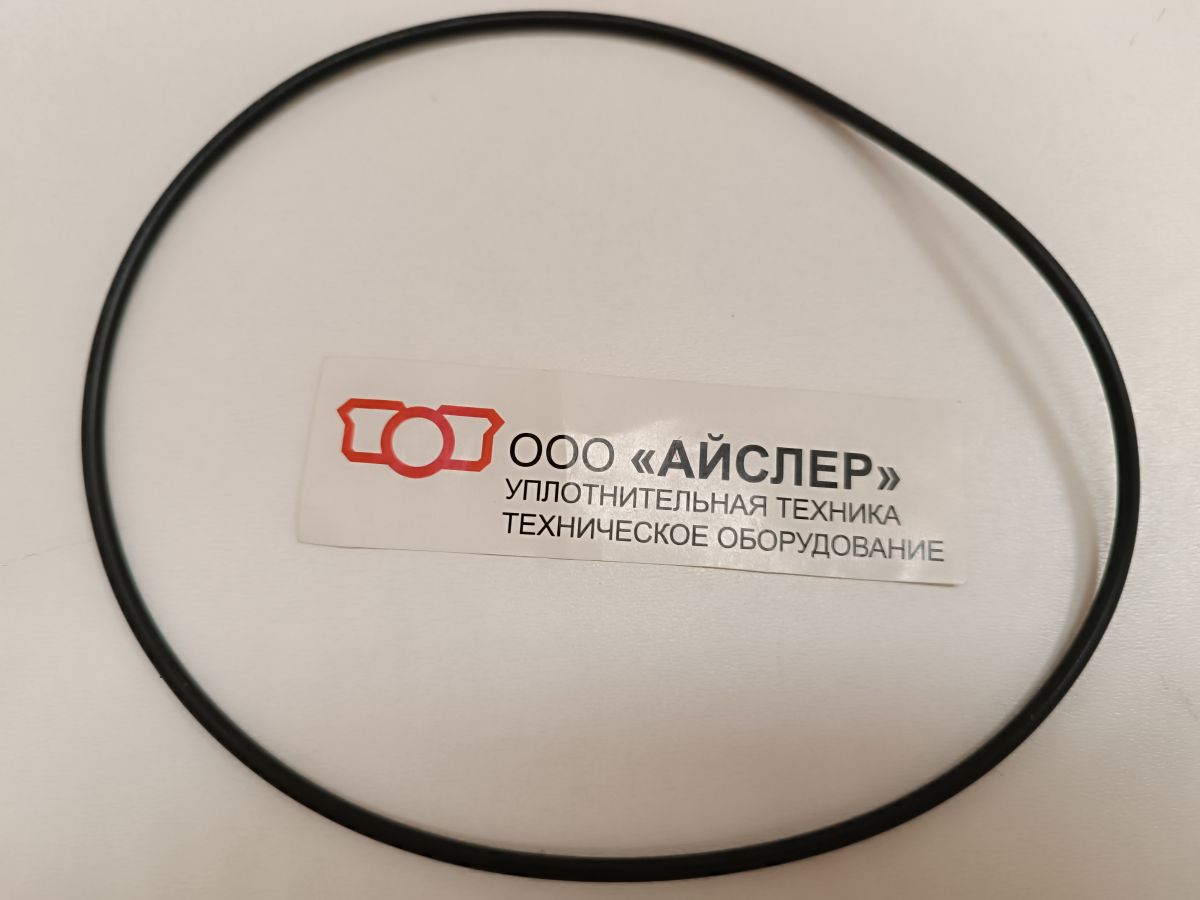 ООО «АЙСЛЕР»
УПЛОТНИТЕЛЬНАЯ ТЕХНИКА
ТЕХНИЧЕСКОЕ ОБОРУДОВАНИЕ